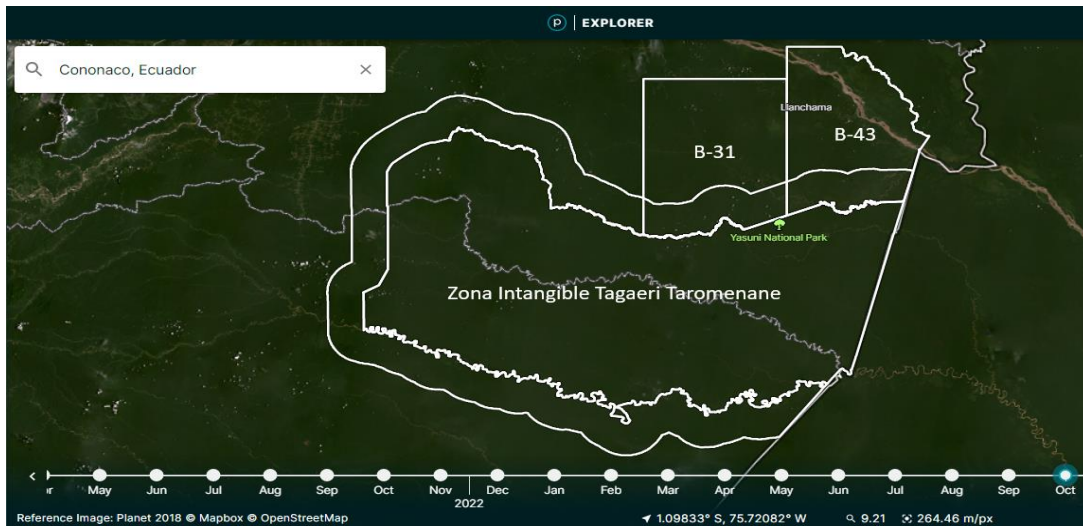 p | EXPLORER
Cononaco, Ecuador
Llanchama
B-43
B-31
Yasuni National Park
Zona Intangible Tagaeri Taromenane
May Jun Jul Aug Sep Oct Nov Dec Jan Feb Mar Apr May Jun Jul Aug Sep Oct
2022
Reference Image: Planet 2018 © Mapbox © OpenStreetMap 1.09833° S, 75.72082° W 9.21 264.46 m/px